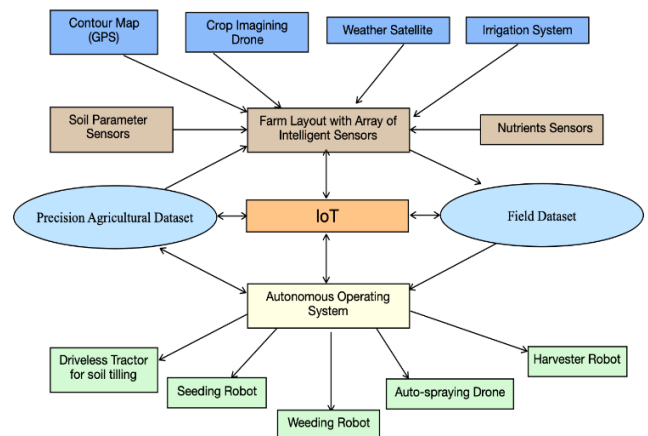 Contour Map
(GPS)
Crop Imagining
Drone
Weather Satellite
Irrigation System
Soil Parameter
Sensors
Farm Layout with Array of
Intelligent Sensors
Nutrients Sensors
Precision Agricultural Dataset
IoT
Field Dataset
Autonomous Operating
System
Driveless Tractor
for soil tilling
Seeding Robot
Weeding Robot
Auto-spraying Drone
Harvester Robot